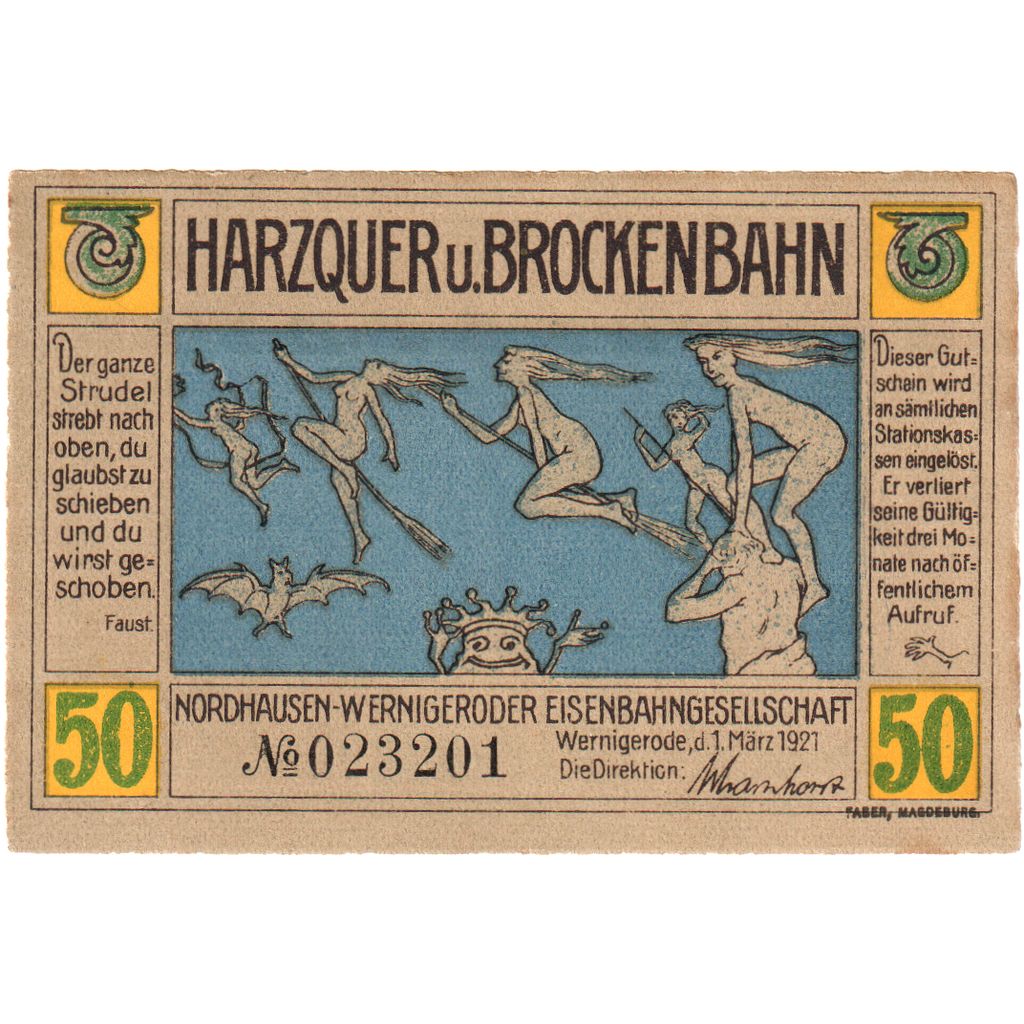 HARZQUER u. BROCKENBAHN
Der ganze
Strudel
strebt nach
oben, du
glaubst zu
schieben
und du
wirst ge=
schoben.
Faust.
Dieser Gut=
schein wird
an sämtlichen
Stationskas=
sen eingelöst.
Er verliert
seine Gültig=
keit drei Mo=
nate nach öf=
fentlichem
Aufruf.
50
NORDHAUSEN-WERNIGERODER EISENBAHNGESELLSCHAFT
No 023201
Wernigerode, d. 1. März 1921
Die Direktion:
50
FABER, MAGDEBURG.